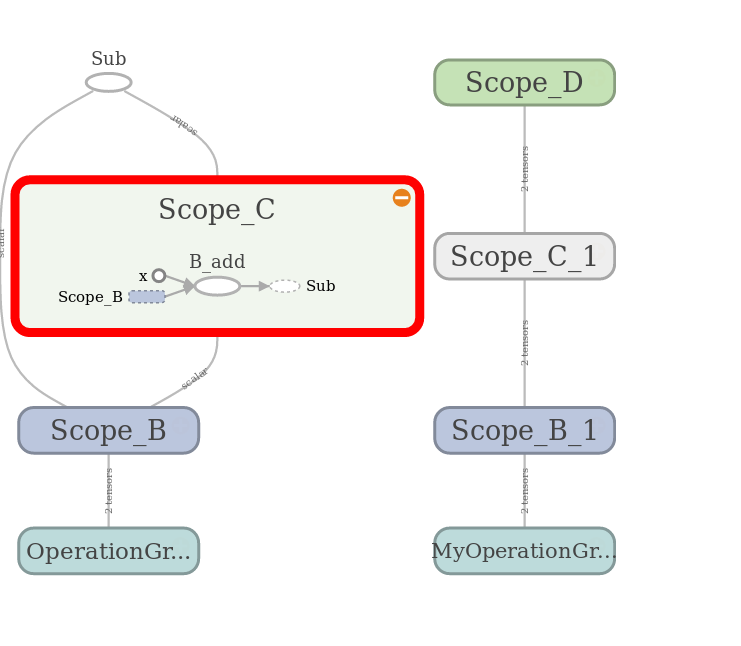 Sub
Scope_D
scalar
2 tensors
scalar
Scope_C
Scope_C_1
B_add
x
Scope_B
Sub
2 tensors
scalar
Scope_B
Scope_B_1
2 tensors
2 tensors
OperationGr...
MyOperationGr...